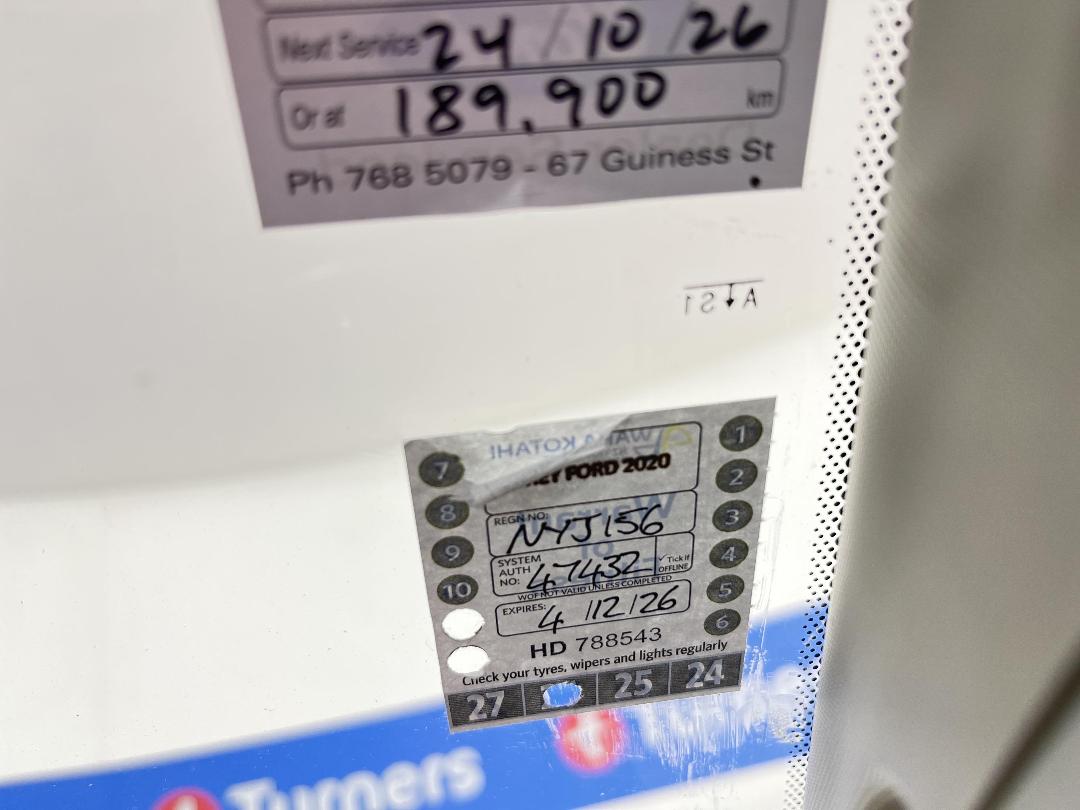 Next Service 24 / 10 / 26
Or at 189,900 km
Ph 768 5079 - 67 Guiness St
A↓S1
WAKA KOTAHI
7
1
FORD 2020
8
2
REGN NO: NYJ156
9
3
SYSTEM AUTH NO: 47432 ✓ Tick if OFFLINE
10
4
WOF NOT VALID UNLESS COMPLETED
EXPIRES: 4 /12/26
5
6
HD 788543
Check your tyres, wipers and lights regularly
27 25 24
Turners